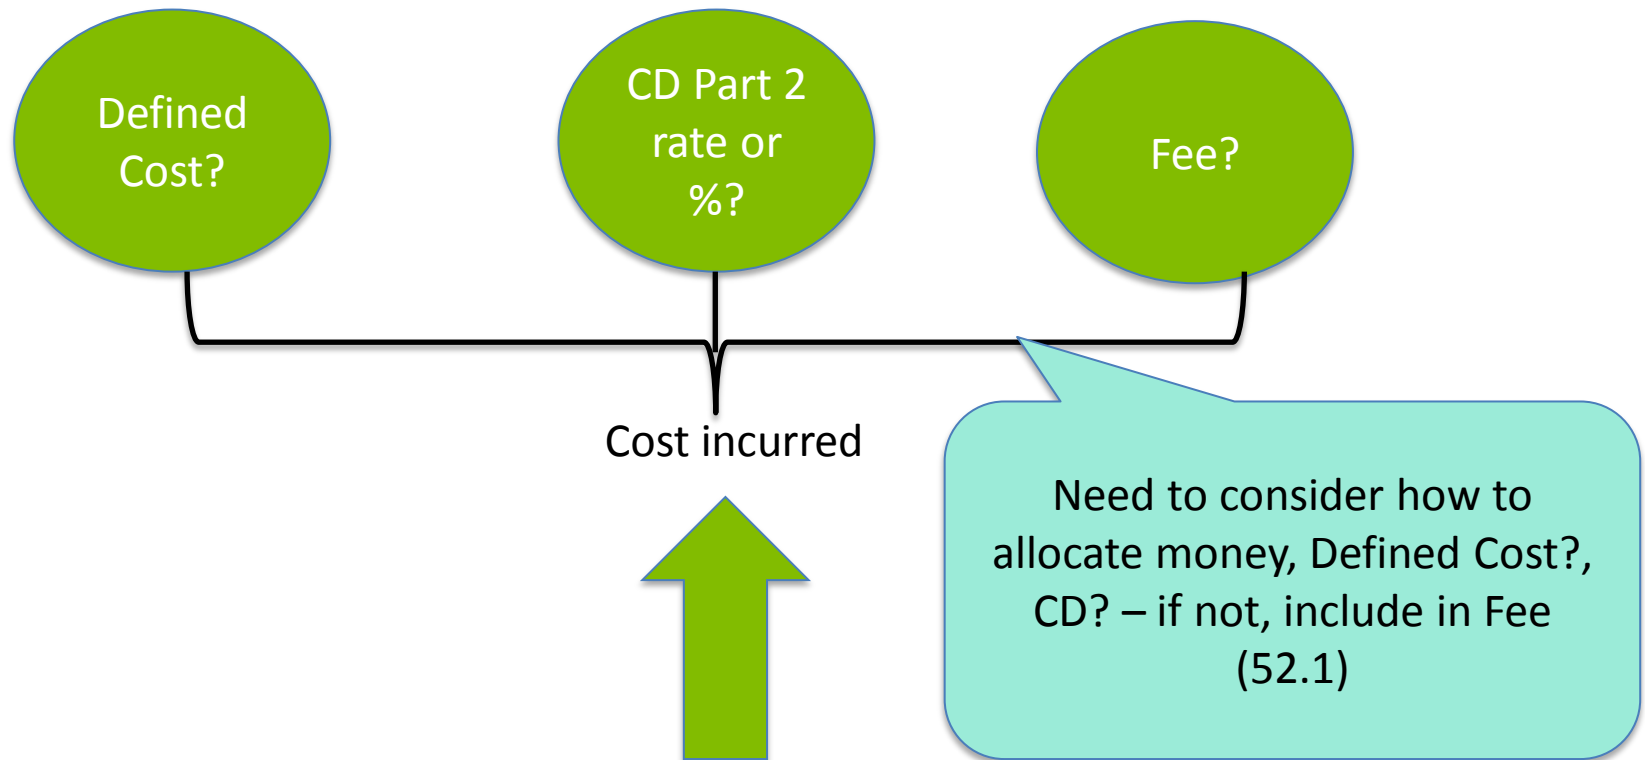 Defined
Cost?
CD Part 2
rate or
%?
Fee?
Cost incurred
Need to consider how to
allocate money, Defined Cost?,
CD? – if not, include in Fee
(52.1)